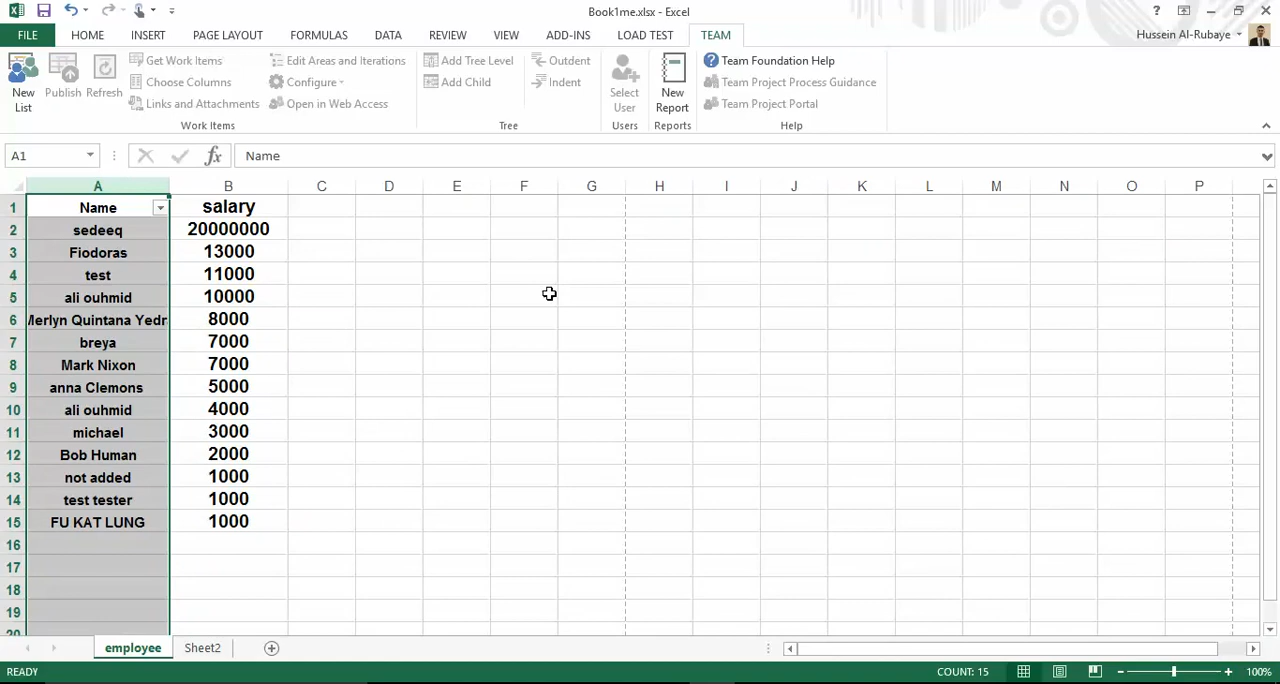 Book1me.xlsx - Excel
?
FILE HOME INSERT PAGE LAYOUT FORMULAS DATA REVIEW VIEW ADD-INS LOAD TEST TEAM Hussein Al-Rubaye
Get Work Items Edit Areas and Iterations Add Tree Level Outdent Team Foundation Help
Choose Columns Configure Add Child Indent Team Project Process Guidance
New List Publish Refresh Links and Attachments Open in Web Access Select User New Report Team Project Portal
Work Items Tree Users Reports Help
A1 fx Name
A B C D E F G H I J K L M N O P
1 Name salary
2 sedeeq 20000000
3 Fiodoras 13000
4 test 11000
5 ali ouhmid 10000
6 Merlyn Quintana Yedr 8000
7 breya 7000
8 Mark Nixon 7000
9 anna Clemons 5000
10 ali ouhmid 4000
11 michael 3000
12 Bob Human 2000
13 not added 1000
14 test tester 1000
15 FU KAT LUNG 1000
16
17
18
19
20
employee Sheet2
READY COUNT: 15 100%